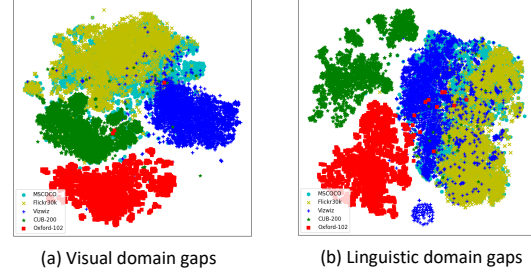 MSCOCO
Flickr30k
Vizwiz
CUB-200
Oxford-102
(a) Visual domain gaps
MSCOCO
Flickr30k
Vizwiz
CUB-200
Oxford-102
(b) Linguistic domain gaps